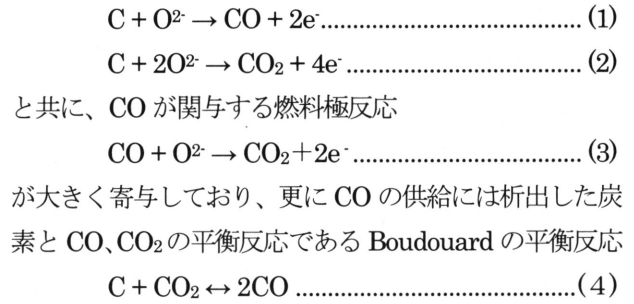 C + O²⁻ → CO + 2e⁻.................................... (1)
C + 2O²⁻ → CO₂ + 4e⁻................................ (2)
と共に、CO が関与する燃料極反応
CO + O²⁻ → CO₂＋2e⁻................................ (3)
が大きく寄与しており、更に CO の供給には析出した炭
素と CO、CO₂の平衡反応である Boudouard の平衡反応
C + CO₂ ↔ 2CO .......................................(4)